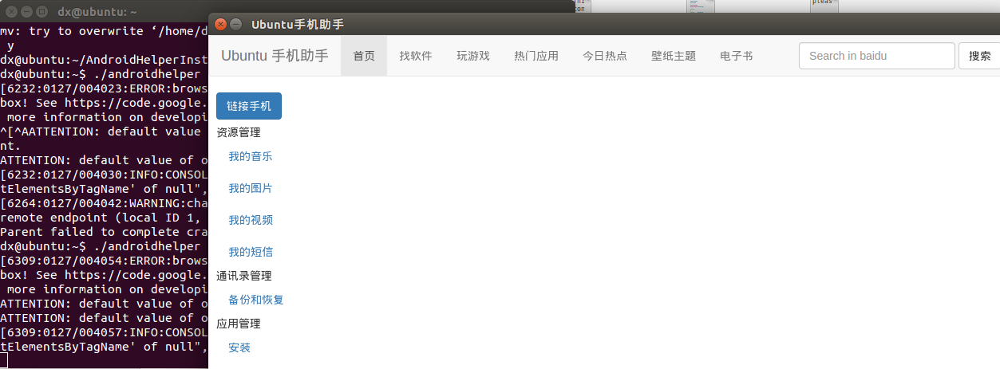 dx@ubuntu: ~
mv: try to overwrite ‘/home/d
y
dx@ubuntu:~/AndroidHelperInst
dx@ubuntu:~$ ./androidhelper
[6232:0127/004023:ERROR:brows
box! See https://code.google.
more information on developi
^[^AATTENTION: default value
nt.
ATTENTION: default value of o
[6232:0127/004030:INFO:CONSOL
tElementsByTagName' of null",
[6264:0127/004042:WARNING:cha
remote endpoint (local ID 1,
Parent failed to complete cra
dx@ubuntu:~$ ./androidhelper
[6309:0127/004054:ERROR:brows
box! See https://code.google.
more information on developi
ATTENTION: default value of o
ATTENTION: default value of o
[6309:0127/004057:INFO:CONSOL
tElementsByTagName' of null",
ton
pleas
Ubuntu手机助手
Ubuntu 手机助手 首页 找软件 玩游戏 热门应用 今日热点 壁纸主题 电子书 Search in baidu 搜索
链接手机
资源管理
我的音乐
我的图片
我的视频
我的短信
通讯录管理
备份和恢复
应用管理
安装